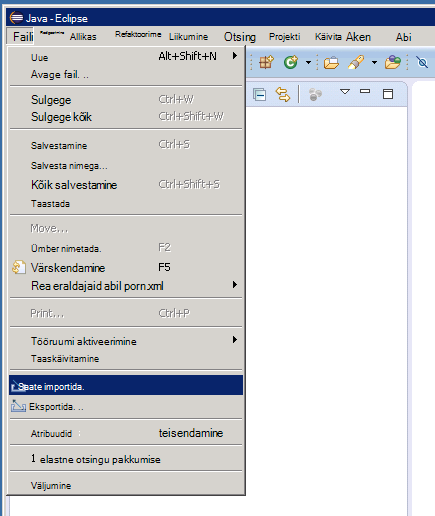 Java - Eclipse
Faili Allikas Refaktoorime Liikumine Otsing Projekti Käivita Aken Abi
Uue Alt+Shift+N
Avage fail. ..
Sulgege Ctrl+W
Sulgege kõik Ctrl+Shift+W
Salvestamine Ctrl+S
Salvesta nimega...
Kõik salvestamine Ctrl+Shift+S
Taastada
Move...
Ümber nimetada. F2
Värskendamine F5
Rea eraldajaid abil porn.xml
Print... Ctrl+P
Tööruumi aktiveerimine
Taaskäivitamine
Saate importida.
Eksportida. ..
Atribuudid : teisendamine
1 elastne otsingu pakkumise
Väljumine